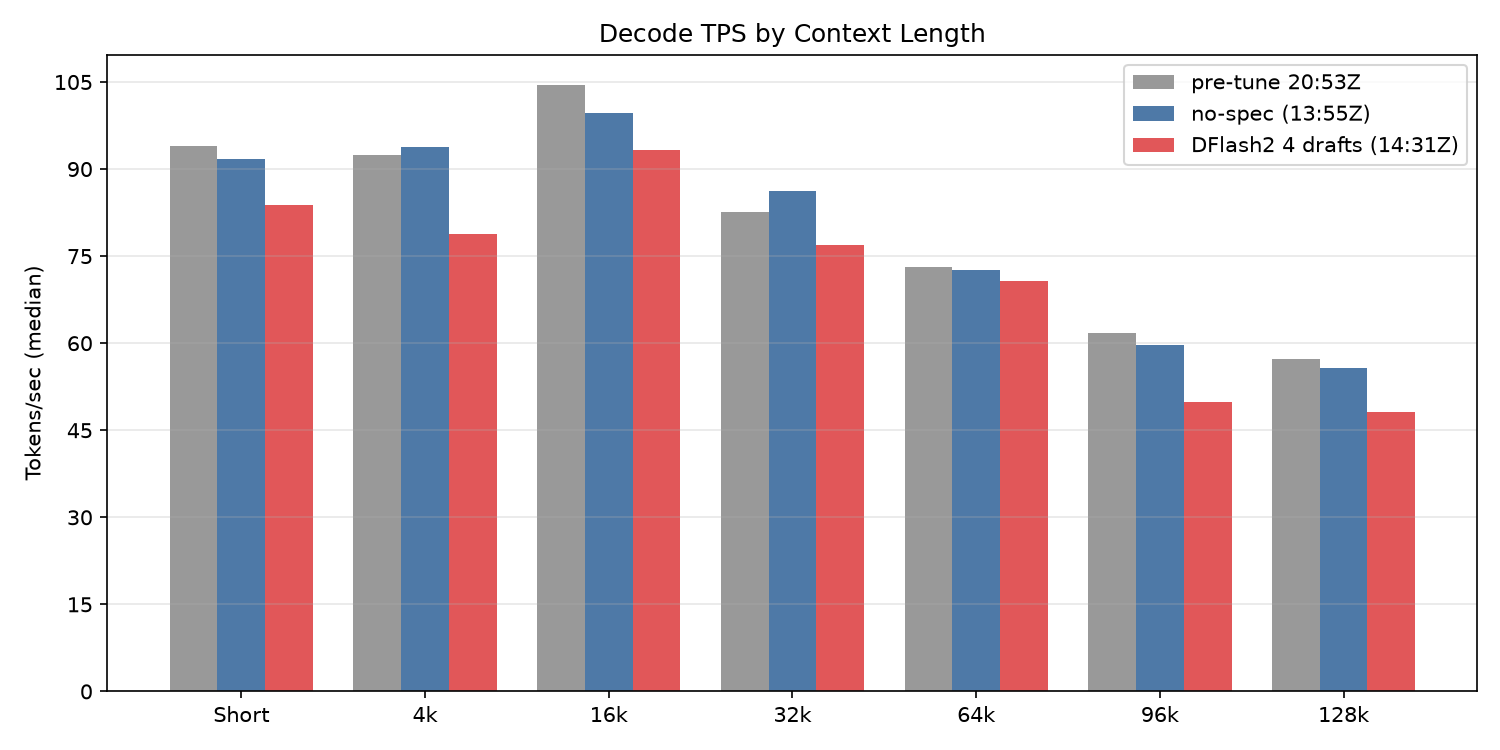 Decode TPS by Context Length
pre-tune 20:53Z
no-spec (13:55Z)
DFlash2 4 drafts (14:31Z)
Tokens/sec (median)
105
90
75
60
45
30
15
0
Short 4k 16k 32k 64k 96k 128k